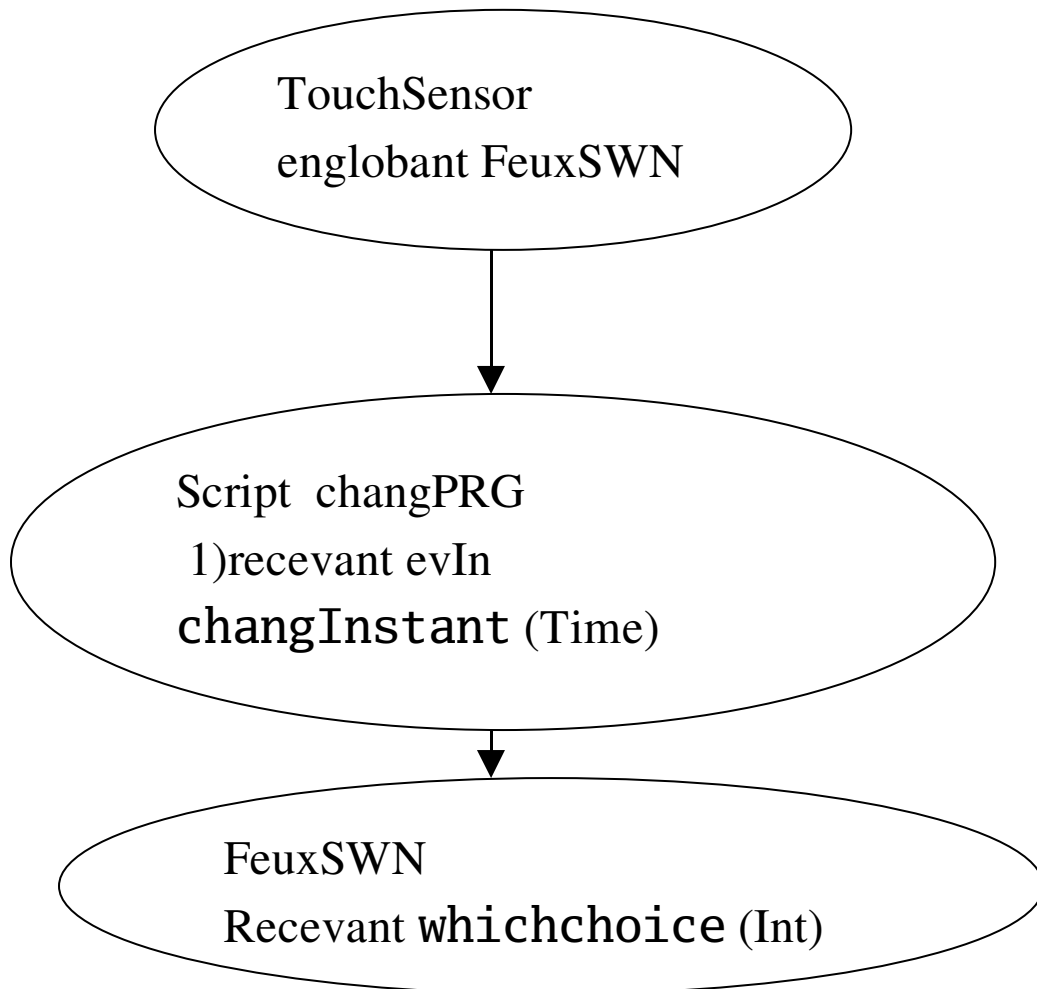 TouchSensor
englobant FeuxSWN
Script changPRG
1)recevant evIn
changInstant (Time)
FeuxSWN
Recevant whichchoice (Int)